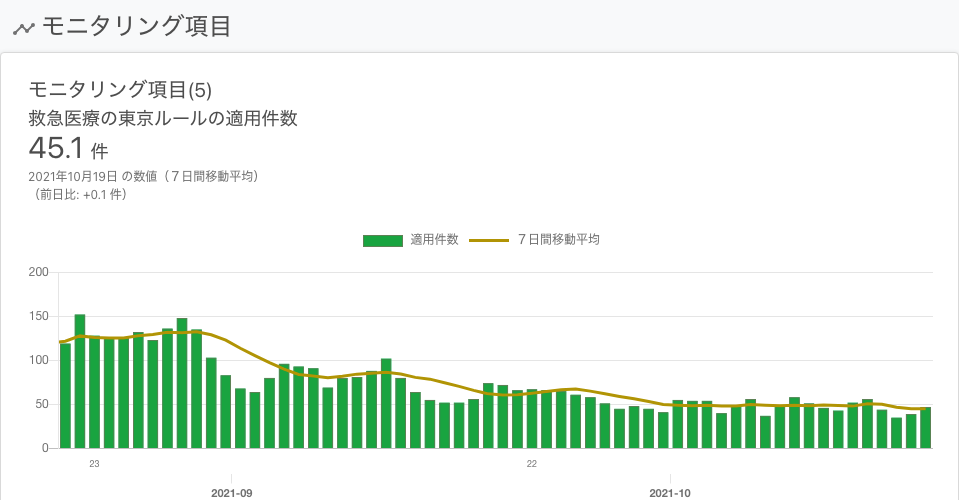 モニタリング項目
モニタリング項目(5)
救急医療の東京ルールの適用件数
45.1 件
2021年10月19日 の数値（７日間移動平均）
（前日比: +0.1 件）
適用件数 ７日間移動平均
200
150
100
50
0
23 22
2021-09 2021-10